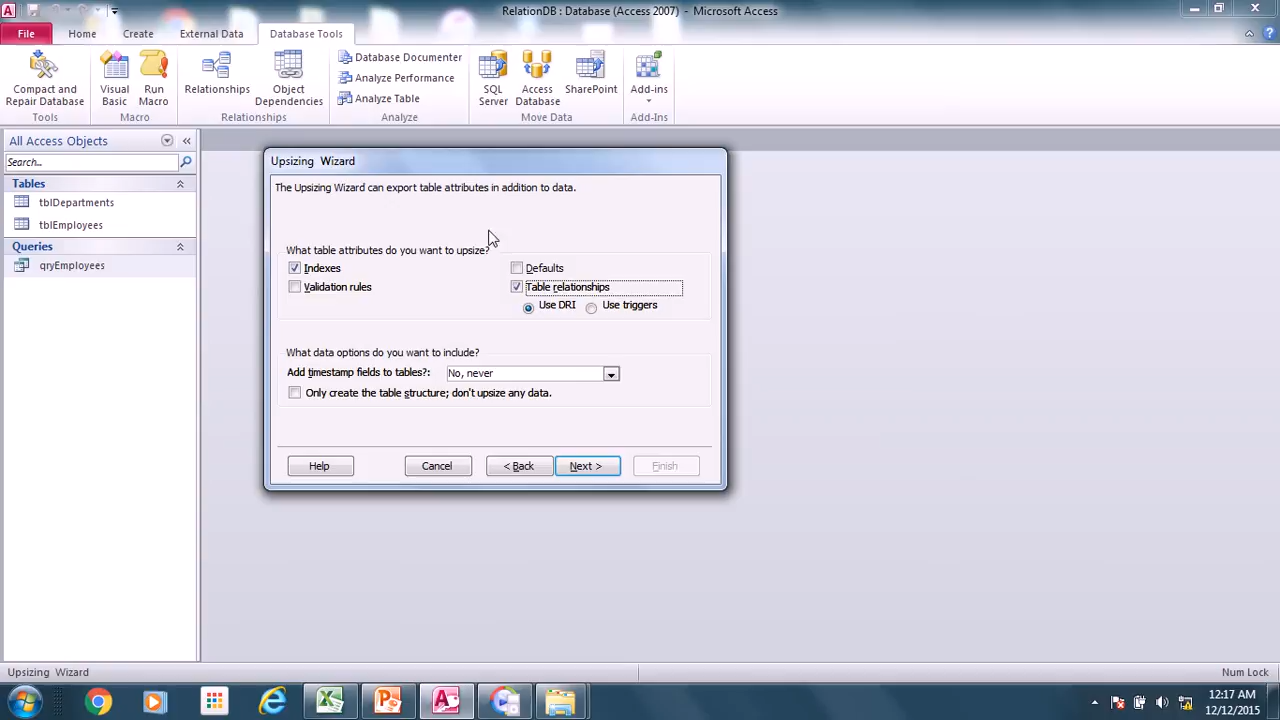 RelationDB : Database (Access 2007) - Microsoft Access
File Home Create External Data Database Tools
Compact and Repair Database
Visual Basic
Run Macro
Relationships
Object Dependencies
Database Documenter
Analyze Performance
Analyze Table
SQL Server
Access Database
SharePoint
Add-ins
Tools Macro Relationships Analyze Move Data Add-Ins
All Access Objects
Search...
Tables
tblDepartments
tblEmployees
Queries
qryEmployees
Upsizing Wizard
The Upsizing Wizard can export table attributes in addition to data.
What table attributes do you want to upsize?
Indexes
Defaults
Validation rules
Table relationships
Use DRI Use triggers
What data options do you want to include?
Add timestamp fields to tables?: No, never
Only create the table structure; don't upsize any data.
Help Cancel < Back Next > Finish
Upsizing Wizard
Num Lock
12:17 AM
12/12/2015